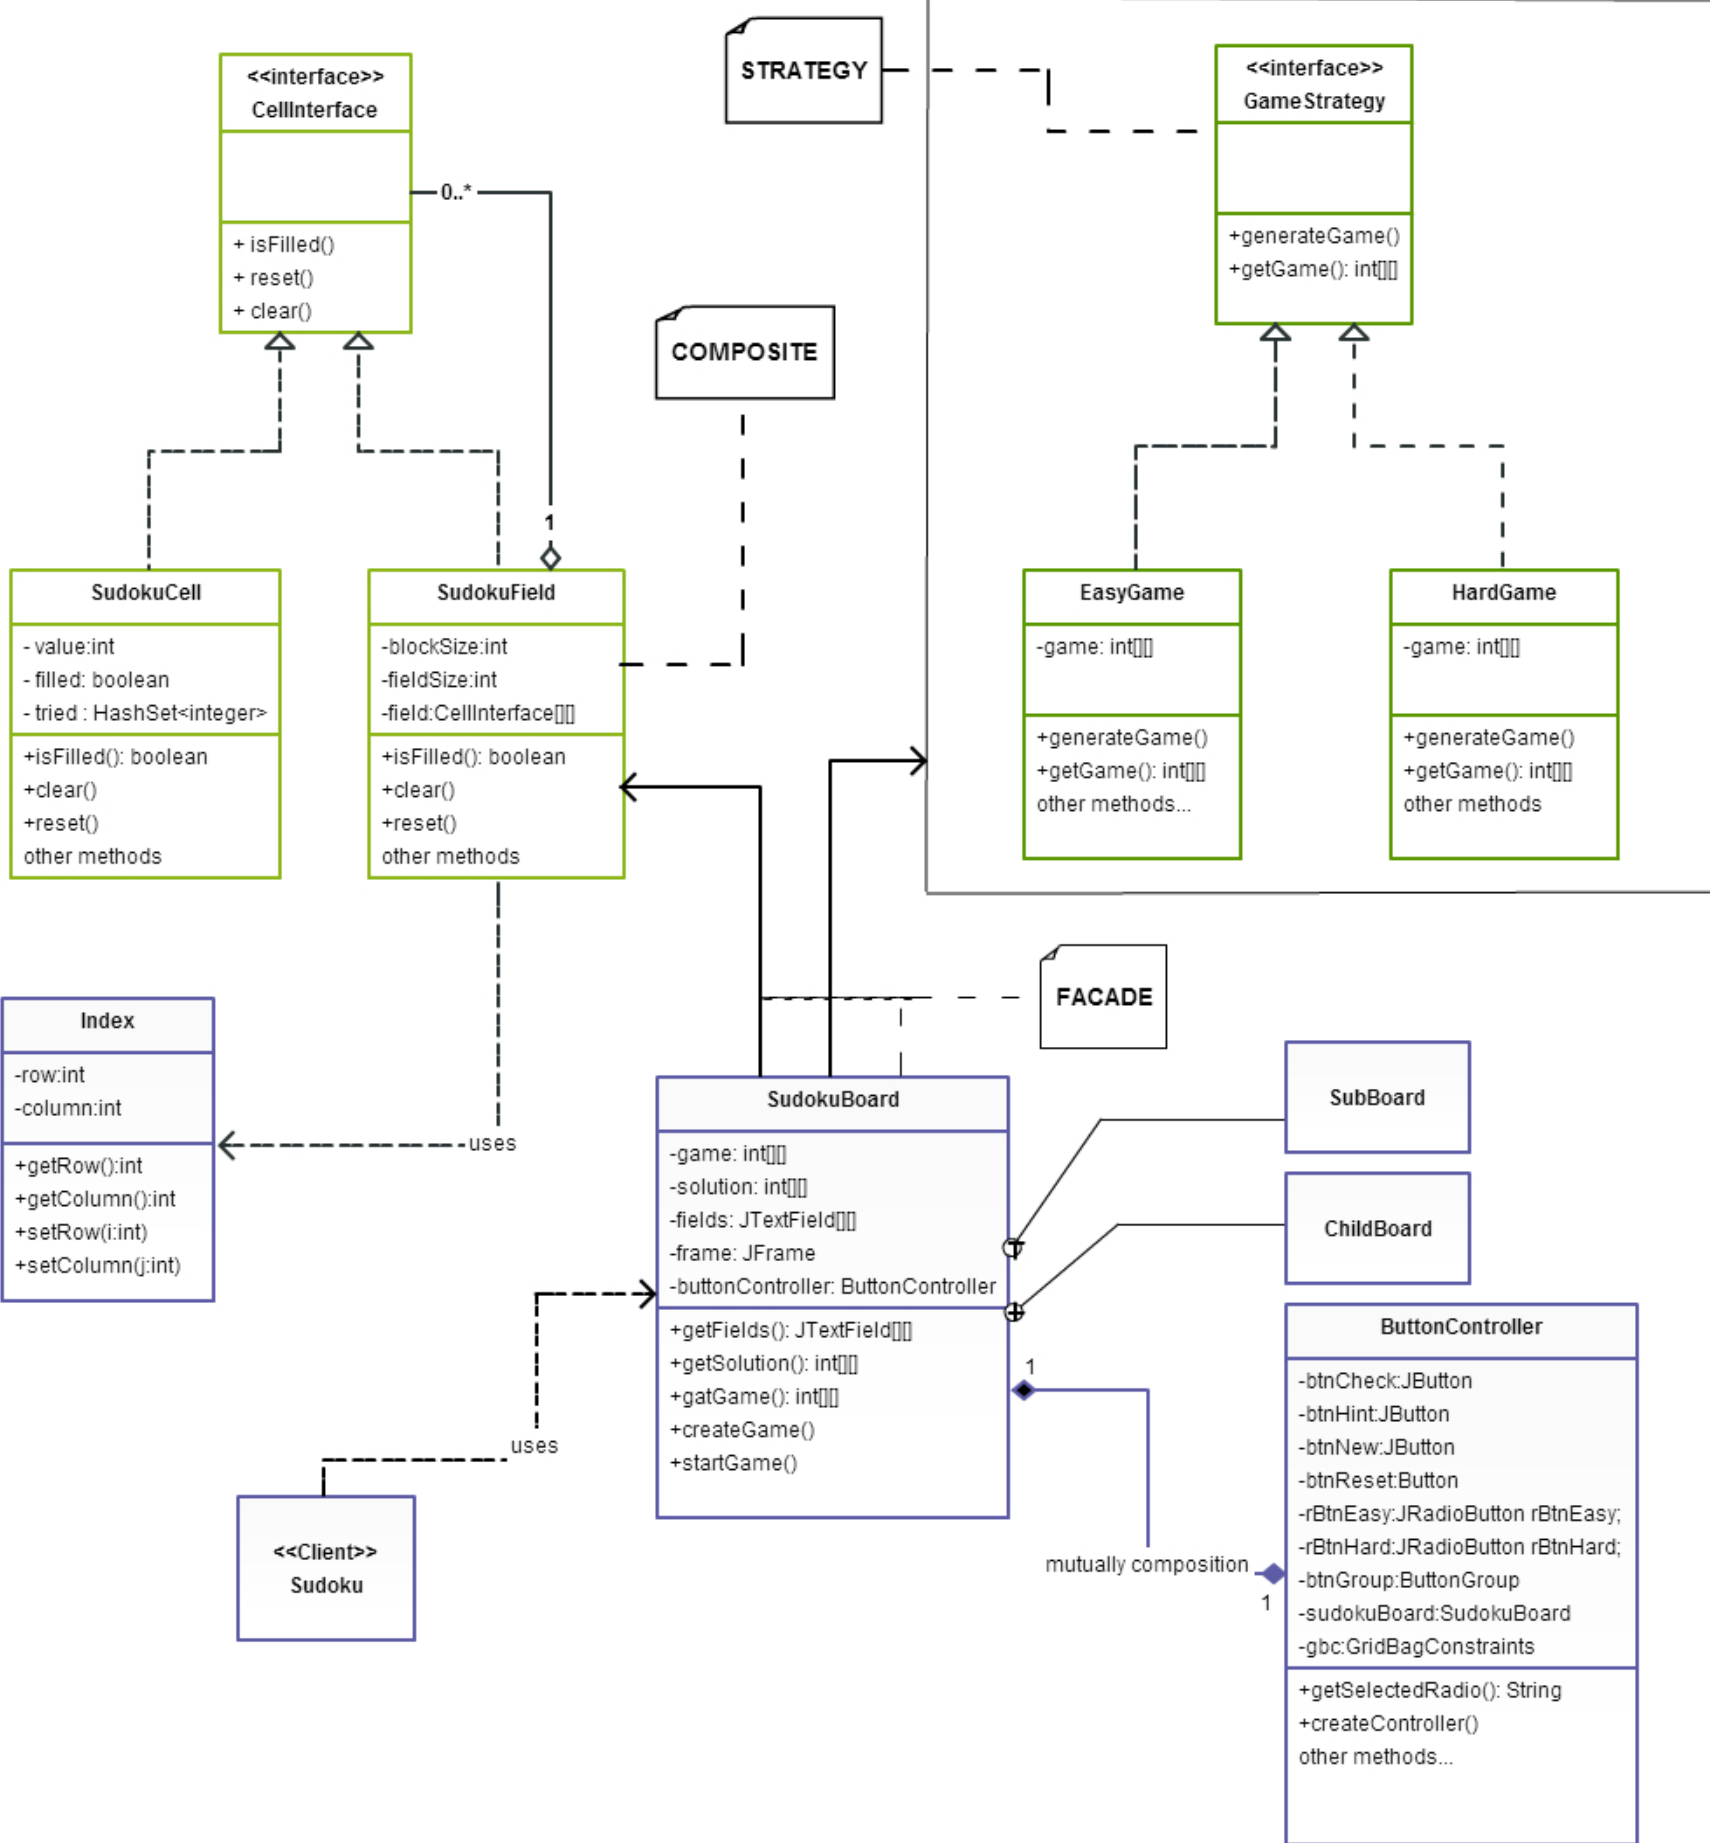 <<interface>>
CellInterface
+ isFilled()
+ reset()
+ clear()
0..*
1
STRATEGY
<<interface>>
GameStrategy
+generateGame()
+getGame(): int[][]
COMPOSITE
SudokuCell
- value:int
- filled: boolean
- tried : HashSet<integer>
+isFilled(): boolean
+clear()
+reset()
other methods
SudokuField
-blockSize:int
-fieldSize:int
-field:CellInterface[][]
+isFilled(): boolean
+clear()
+reset()
other methods
EasyGame
-game: int[][]
+generateGame()
+getGame(): int[][]
other methods...
HardGame
-game: int[][]
+generateGame()
+getGame(): int[][]
other methods
FACADE
Index
-row:int
-column:int
+getRow():int
+getColumn():int
+setRow(i:int)
+setColumn(j:int)
uses
SudokuBoard
-game: int[][]
-solution: int[][]
-fields: JTextField[][]
-frame: JFrame
-buttonController: ButtonController
+getFields(): JTextField[][]
+getSolution(): int[][]
+gatGame(): int[][]
+createGame()
+startGame()
SubBoard
ChildBoard
uses
<<Client>>
Sudoku
1
mutually composition
1
ButtonController
-btnCheck:JButton
-btnHint:JButton
-btnNew:JButton
-btnReset:Button
-rBtnEasy:JRadioButton rBtnEasy;
-rBtnHard:JRadioButton rBtnHard;
-btnGroup:ButtonGroup
-sudokuBoard:SudokuBoard
-gbc:GridBagConstraints
+getSelectedRadio(): String
+createController()
other methods...